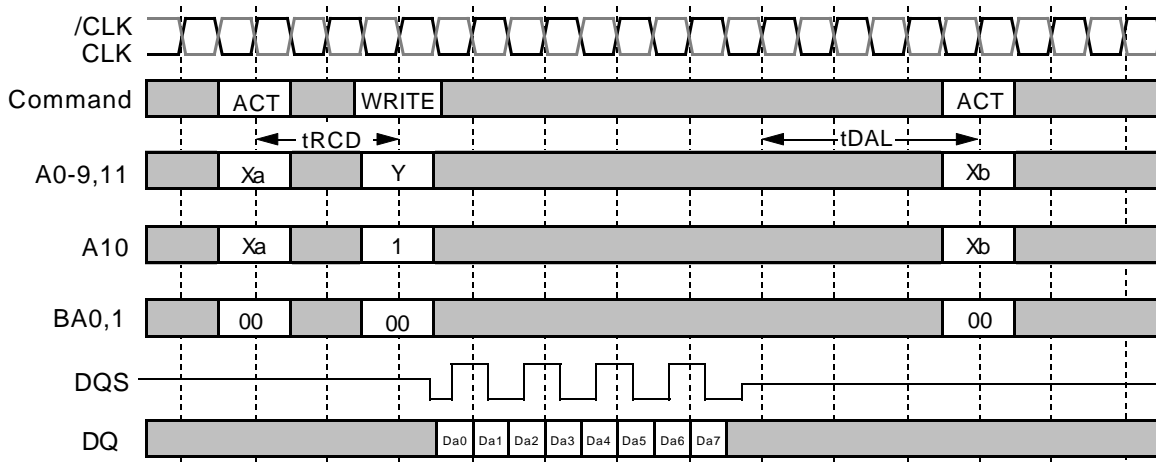 /CLK
CLK
Command ACT WRITE ACT
tRCD tDAL
A0-9,11 Xa Y Xb
A10 Xa 1 Xb
BA0,1 00 00 00
DQS
DQ Da0 Da1 Da2 Da3 Da4 Da5 Da6 Da7